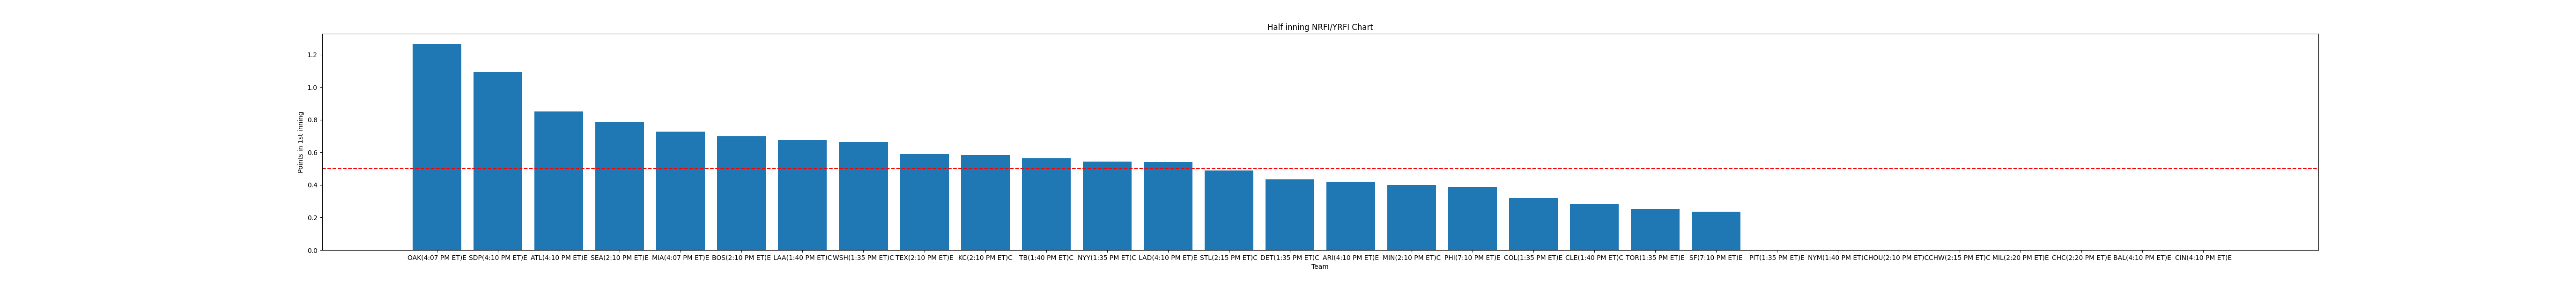 Half inning NRFI/YRFI Chart
Points in 1st inning
1.2
1.0
0.8
0.6
0.4
0.2
0.0
OAK(4:07 PM ET)E SDP(4:10 PM ET)E ATL(4:10 PM ET)E SEA(2:10 PM ET)E MIA(4:07 PM ET)E BOS(2:10 PM ET)E LAA(1:40 PM ET)C WSH(1:35 PM ET)C TEX(2:10 PM ET)E KC(2:10 PM ET)C TB(1:40 PM ET)C NYY(1:35 PM ET)C LAD(4:10 PM ET)E STL(2:15 PM ET)C DET(1:35 PM ET)C ARI(4:10 PM ET)E MIN(2:10 PM ET)C PHI(7:10 PM ET)E COL(1:35 PM ET)E CLE(1:40 PM ET)C TOR(1:35 PM ET)E SF(7:10 PM ET)E PIT(1:35 PM ET)E NYM(1:40 PM ET)C HOU(2:10 PM ET)C CHW(2:15 PM ET)C MIL(2:20 PM ET)E CHC(2:20 PM ET)E BAL(4:10 PM ET)E CIN(4:10 PM ET)E
Team